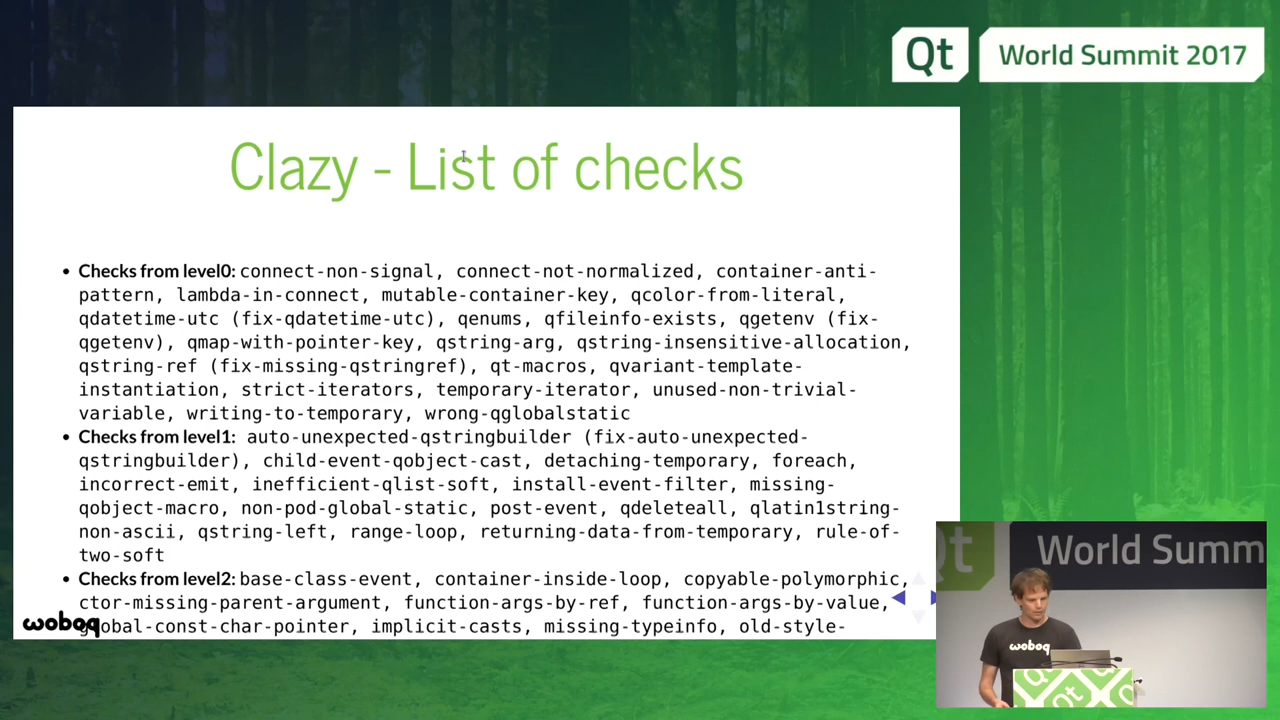 Qt World Summit 2017
Clazy - List of checks
• Checks from level0: connect-non-signal, connect-not-normalized, container-anti-
pattern, lambda-in-connect, mutable-container-key, qcolor-from-literal,
qdatetime-utc (fix-qdatetime-utc), qenums, qfileinfo-exists, qgetenv (fix-
qgetenv), qmap-with-pointer-key, qstring-arg, qstring-insensitive-allocation,
qstring-ref (fix-missing-qstringref), qt-macros, qvariant-template-
instantiation, strict-iterators, temporary-iterator, unused-non-trivial-
variable, writing-to-temporary, wrong-qglobalstatic
• Checks from level1: auto-unexpected-qstringbuilder (fix-auto-unexpected-
qstringbuilder), child-event-qobject-cast, detaching-temporary, foreach,
incorrect-emit, inefficient-qlist-soft, install-event-filter, missing-
qobject-macro, non-pod-global-static, post-event, qdeleteall, qlatin1string-
non-ascii, qstring-left, range-loop, returning-data-from-temporary, rule-of-
two-soft
• Checks from level2: base-class-event, container-inside-loop, copyable-polymorphic,
ctor-missing-parent-argument, function-args-by-ref, function-args-by-value,
global-const-char-pointer, implicit-casts, missing-typeinfo, old-style-
woboq
Qt World Summ
woboq
Qt